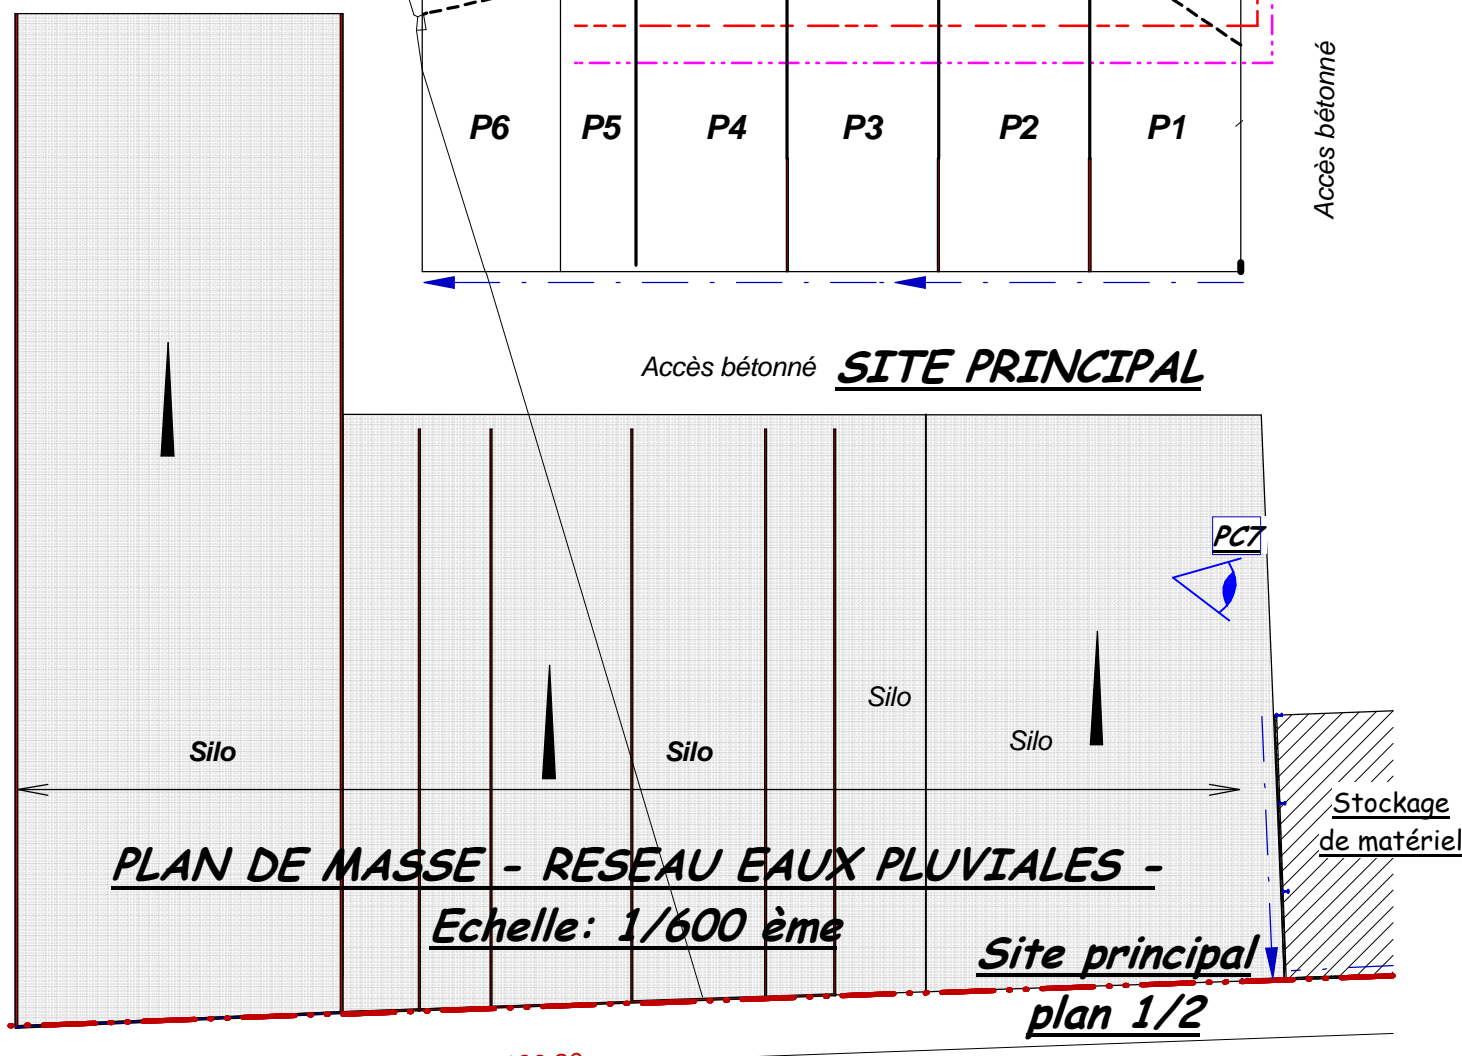 Accès bétonné
P6 P5 P4 P3 P2 P1
Accès bétonné SITE PRINCIPAL
PC7
Silo
Silo
Silo Silo
Stockage
de matériel
PLAN DE MASSE - RESEAU EAUX PLUVIALES -
Echelle: 1/600 ème
Site principal
plan 1/2